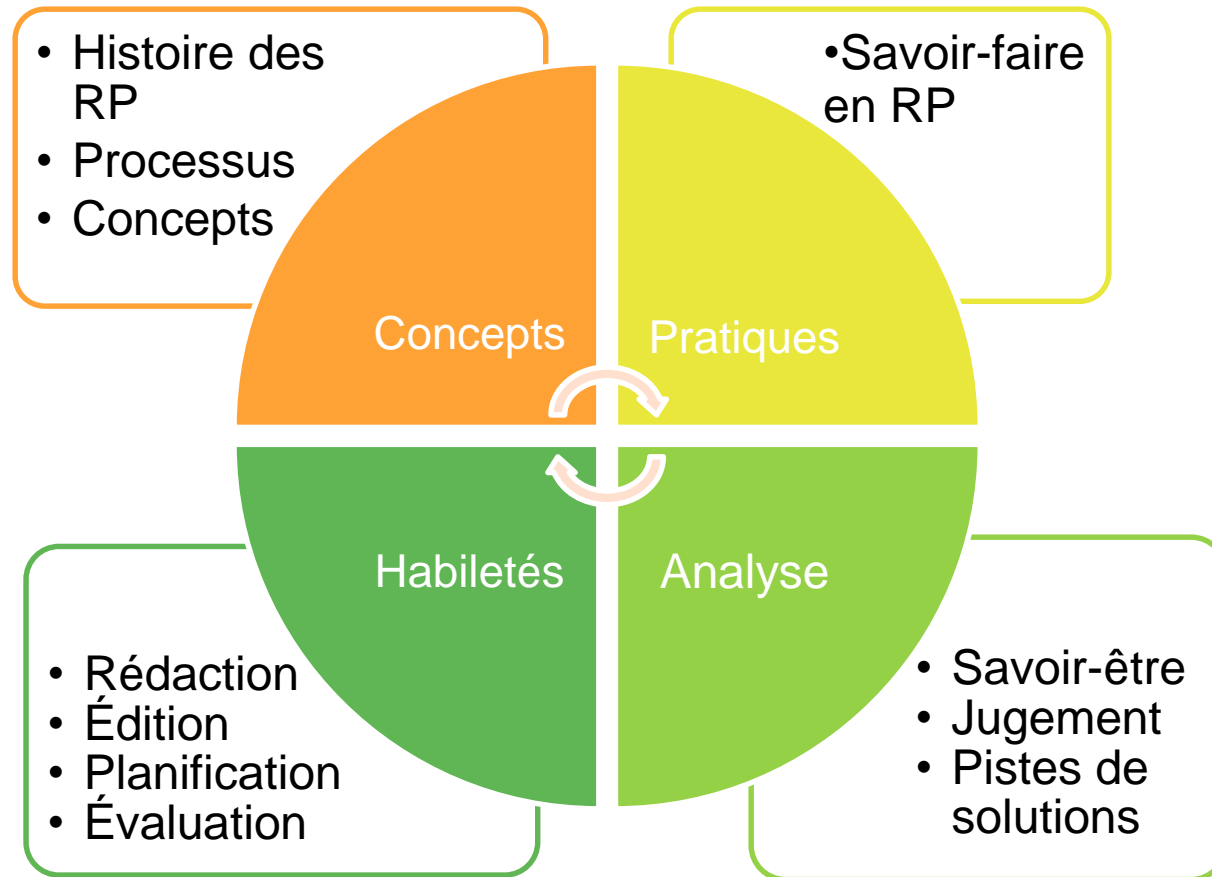 • Histoire des
RP
• Processus
• Concepts
•Savoir-faire
en RP
Concepts
Pratiques
Habiletés
Analyse
• Rédaction
• Édition
• Planification
• Évaluation
• Savoir-être
• Jugement
• Pistes de
solutions